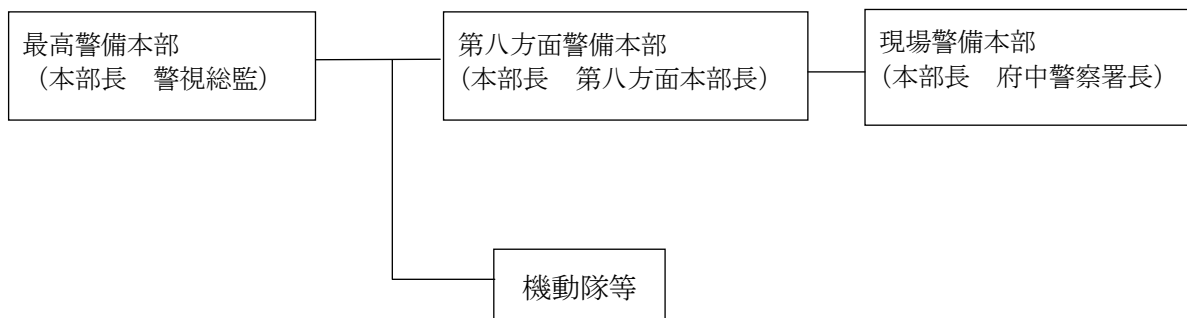 最高警備本部
（本部長　警視総監）
第八方面警備本部
（本部長　第八方面本部長）
現場警備本部
（本部長　府中警察署長）
機動隊等